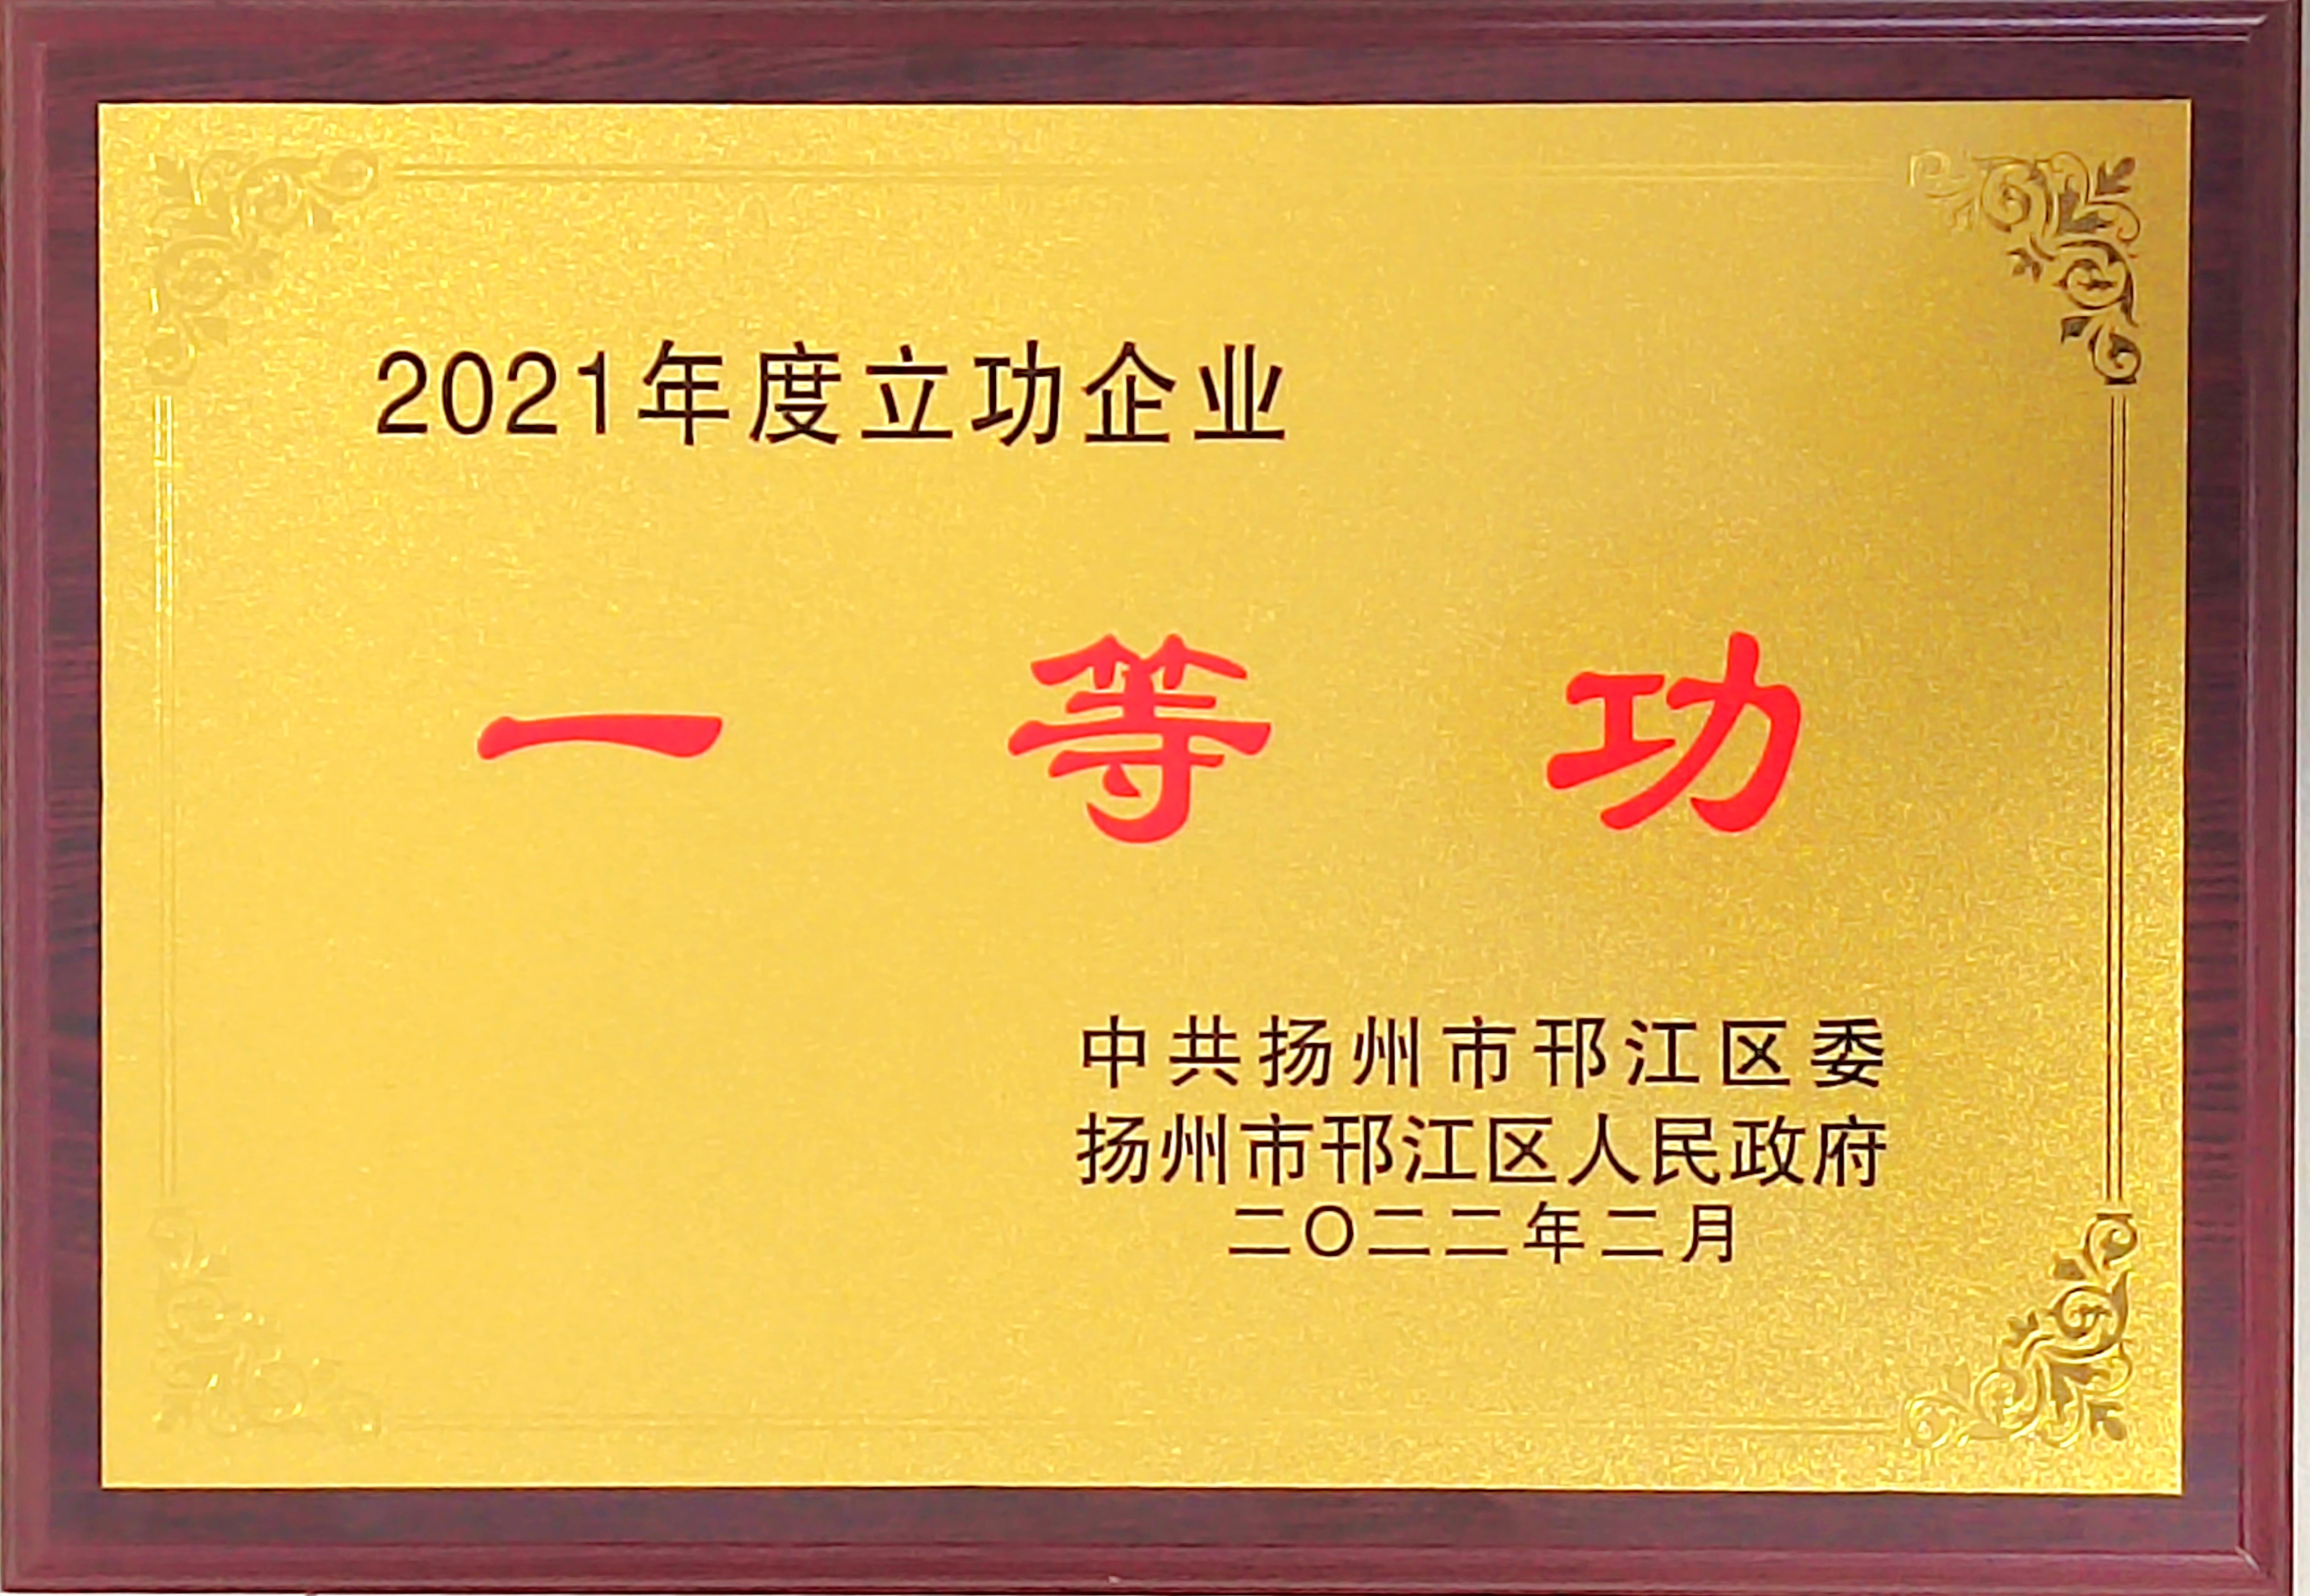 2021年度立功企业
一等功
中共扬州市邗江区委
扬州市邗江区人民政府
二〇二二年二月